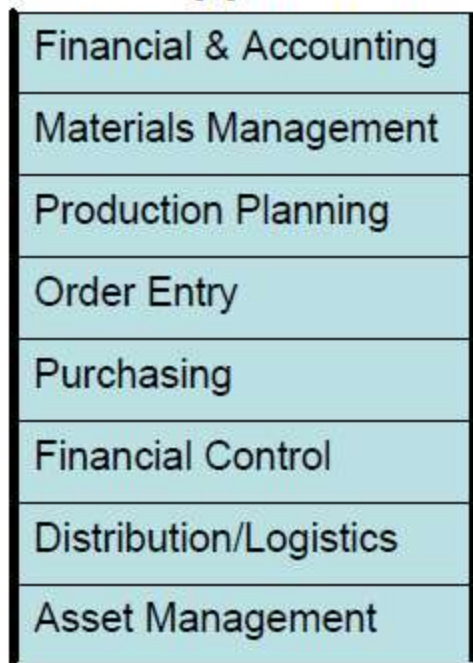 Financial & Accounting
Materials Management
Production Planning
Order Entry
Purchasing
Financial Control
Distribution/Logistics
Asset Management